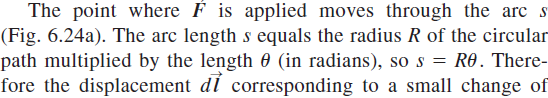 The point where F⃗ is applied moves through the arc s
(Fig. 6.24a). The arc length s equals the radius R of the circular
path multiplied by the length θ (in radians), so s = Rθ. There-
fore the displacement dl⃗ corresponding to a small change of